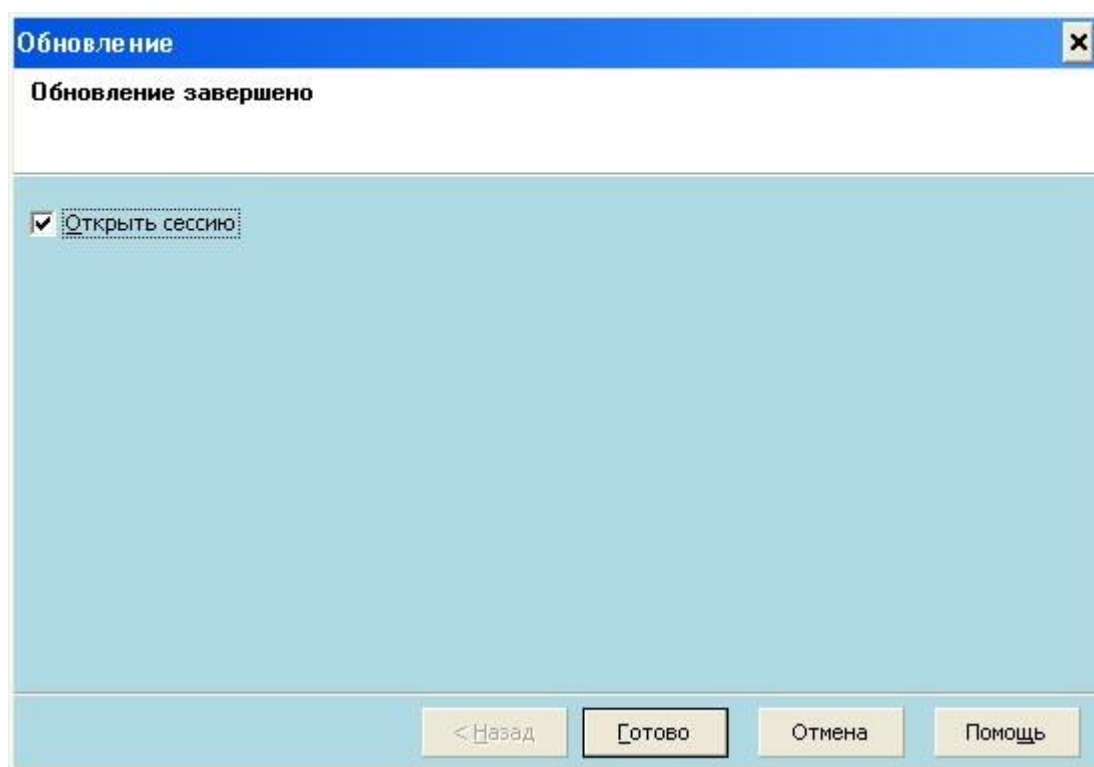 Обновление
Обновление завершено
Открыть сессию
< Назад Готово Отмена Помощь